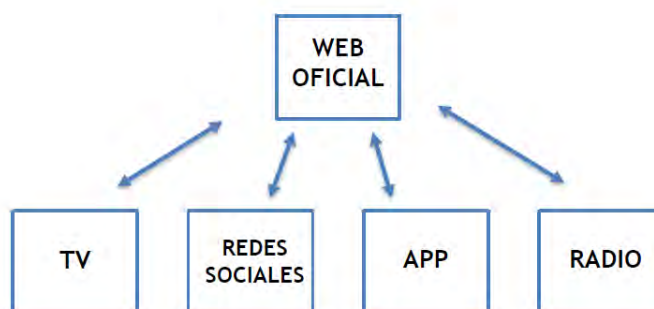 WEB
OFICIAL
TV
REDES
SOCIALES
APP
RADIO